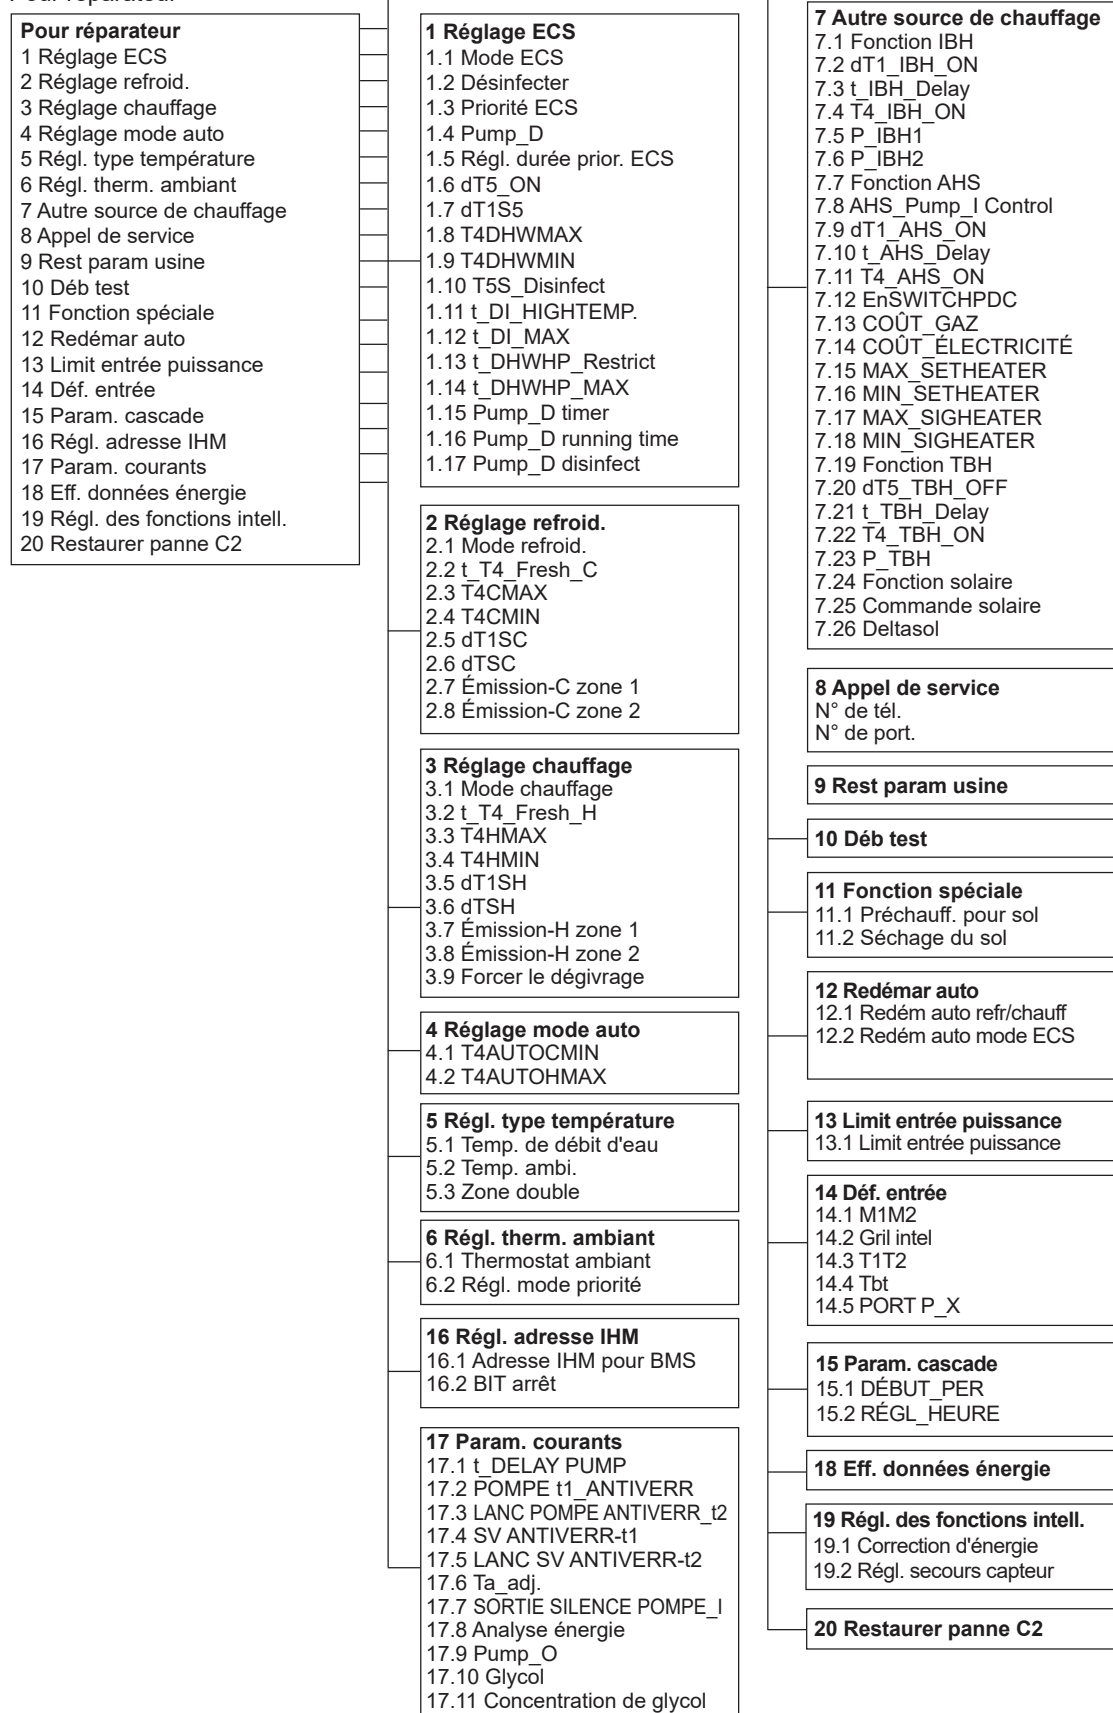 Pour réparateur
Pour réparateur
1 Réglage ECS
2 Réglage refroid.
3 Réglage chauffage
4 Réglage mode auto
5 Régl. type température
6 Régl. therm. ambiant
7 Autre source de chauffage
8 Appel de service
9 Rest param usine
10 Déb test
11 Fonction spéciale
12 Redémar auto
13 Limit entrée puissance
14 Déf. entrée
15 Param. cascade
16 Régl. adresse IHM
17 Param. courants
18 Eff. données énergie
19 Régl. des fonctions intell.
20 Restaurer panne C2
1 Réglage ECS
1.1 Mode ECS
1.2 Désinfecter
1.3 Priorité ECS
1.4 Pump_D
1.5 Régl. durée prior. ECS
1.6 dT5_ON
1.7 dT1S5
1.8 T4DHWMAX
1.9 T4DHWMIN
1.10 T5S_Disinfect
1.11 t_DI_HIGHTEMP.
1.12 t_DI_MAX
1.13 t_DHWHP_Restrict
1.14 t_DHWHP_MAX
1.15 Pump_D timer
1.16 Pump_D running time
1.17 Pump_D disinfect
2 Réglage refroid.
2.1 Mode refroid.
2.2 t_T4_Fresh_C
2.3 T4CMAX
2.4 T4CMIN
2.5 dT1SC
2.6 dTSC
2.7 Émission-C zone 1
2.8 Émission-C zone 2
3 Réglage chauffage
3.1 Mode chauffage
3.2 t_T4_Fresh_H
3.3 T4HMAX
3.4 T4HMIN
3.5 dT1SH
3.6 dTSH
3.7 Émission-H zone 1
3.8 Émission-H zone 2
3.9 Forcer le dégivrage
4 Réglage mode auto
4.1 T4AUTOCMIN
4.2 T4AUTOHMAX
5 Régl. type température
5.1 Temp. de débit d'eau
5.2 Temp. ambi.
5.3 Zone double
6 Régl. therm. ambiant
6.1 Thermostat ambiant
6.2 Régl. mode priorité
16 Régl. adresse IHM
16.1 Adresse IHM pour BMS
16.2 BIT arrêt
17 Param. courants
17.1 t_DELAY PUMP
17.2 POMPE t1_ANTIVERR
17.3 LANC POMPE ANTIVERR_t2
17.4 SV ANTIVERR-t1
17.5 LANC SV ANTIVERR-t2
17.6 Ta_adj.
17.7 SORTIE SILENCE POMPE_I
17.8 Analyse énergie
17.9 Pump_O
17.10 Glycol
17.11 Concentration de glycol
7 Autre source de chauffage
7.1 Fonction IBH
7.2 dT1_IBH_ON
7.3 t_IBH_Delay
7.4 T4_IBH_ON
7.5 P_IBH1
7.6 P_IBH2
7.7 Fonction AHS
7.8 AHS_Pump_I Control
7.9 dT1_AHS_ON
7.10 t_AHS_Delay
7.11 T4_AHS_ON
7.12 EnSWITCHPDC
7.13 COÛT_GAZ
7.14 COÛT_ÉLECTRICITÉ
7.15 MAX_SETHEATER
7.16 MIN_SETHEATER
7.17 MAX_SIGHEATER
7.18 MIN_SIGHEATER
7.19 Fonction TBH
7.20 dT5_TBH_OFF
7.21 t_TBH_Delay
7.22 T4_TBH_ON
7.23 P_TBH
7.24 Fonction solaire
7.25 Commande solaire
7.26 Deltasol
8 Appel de service
N° de tél.
N° de port.
9 Rest param usine
10 Déb test
11 Fonction spéciale
11.1 Préchauff. pour sol
11.2 Séchage du sol
12 Redémar auto
12.1 Redém auto refr/chauff
12.2 Redém auto mode ECS
13 Limit entrée puissance
13.1 Limit entrée puissance
14 Déf. entrée
14.1 M1M2
14.2 Gril intel
14.3 T1T2
14.4 Tbt
14.5 PORT P_X
15 Param. cascade
15.1 DÉBUT_PER
15.2 RÉGL_HEURE
18 Eff. données énergie
19 Régl. des fonctions intell.
19.1 Correction d'énergie
19.2 Régl. secours capteur
20 Restaurer panne C2